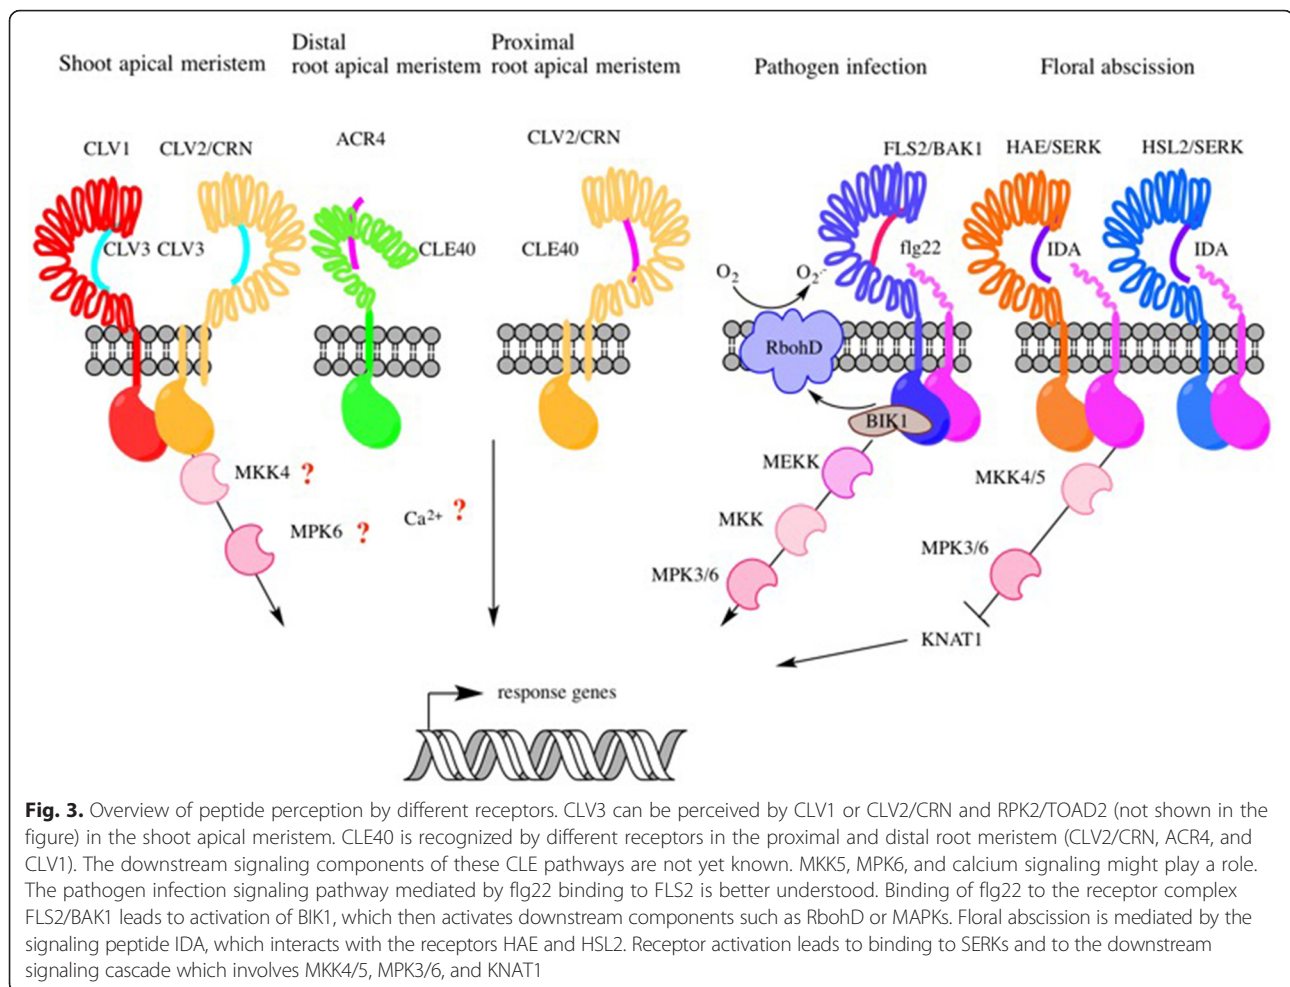 Shoot apical meristem
Distal
root apical meristem
Proximal
root apical meristem
Pathogen infection
Floral abscission
CLV1
CLV2/CRN
ACR4
CLV2/CRN
FLS2/BAK1
HAE/SERK
HSL2/SERK
CLV3 CLV3
CLE40
CLE40
flg22
IDA
IDA
O2
O2.-
RbohD
BIK1
MKK4 ?
MPK6 ?
Ca2+ ?
MEKK
MKK
MPK3/6
MKK4/5
MPK3/6
KNAT1
response genes
Fig. 3. Overview of peptide perception by different receptors. CLV3 can be perceived by CLV1 or CLV2/CRN and RPK2/TOAD2 (not shown in the
figure) in the shoot apical meristem. CLE40 is recognized by different receptors in the proximal and distal root meristem (CLV2/CRN, ACR4, and
CLV1). The downstream signaling components of these CLE pathways are not yet known. MKK5, MPK6, and calcium signaling might play a role.
The pathogen infection signaling pathway mediated by flg22 binding to FLS2 is better understood. Binding of flg22 to the receptor complex
FLS2/BAK1 leads to activation of BIK1, which then activates downstream components such as RbohD or MAPKs. Floral abscission is mediated by the
signaling peptide IDA, which interacts with the receptors HAE and HSL2. Receptor activation leads to binding to SERKs and to the downstream
signaling cascade which involves MKK4/5, MPK3/6, and KNAT1